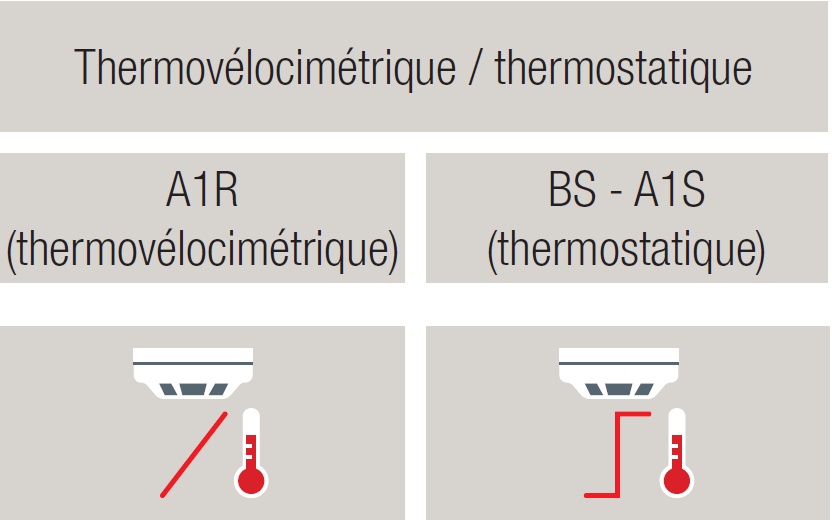 Thermovélocimétrique / thermostatique
A1R
(thermovélocimétrique)
BS - A1S
(thermostatique)